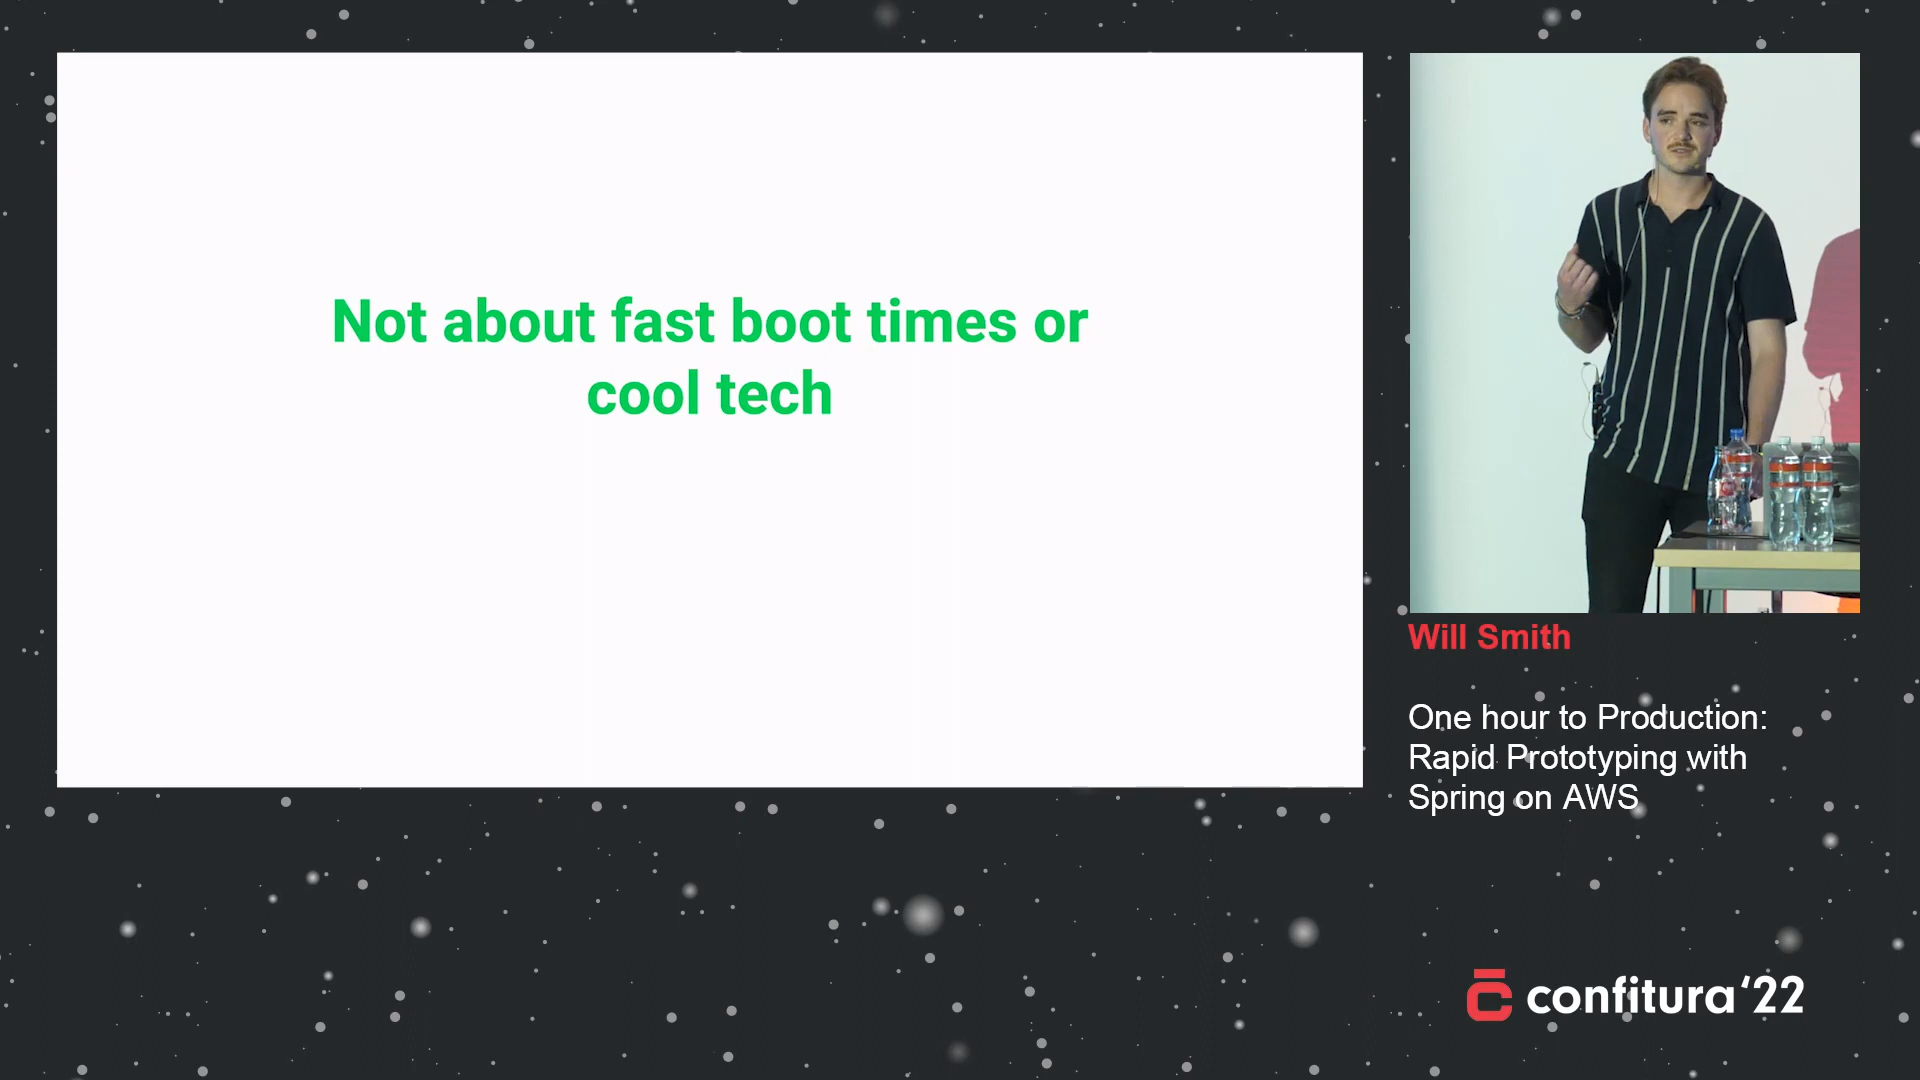 Not about fast boot times or
cool tech
Will Smith
One hour to Production:
Rapid Prototyping with
Spring on AWS
confitura‘22